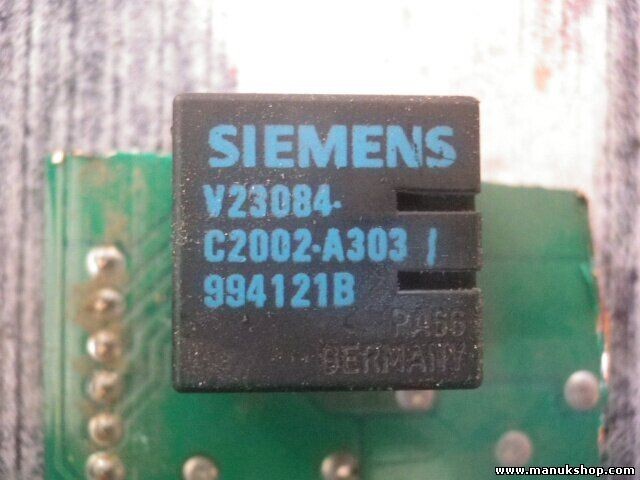 SIEMENS
V23084-
C2002-A303 /
994121B
PA66
GERMANY
www.manukshop.com